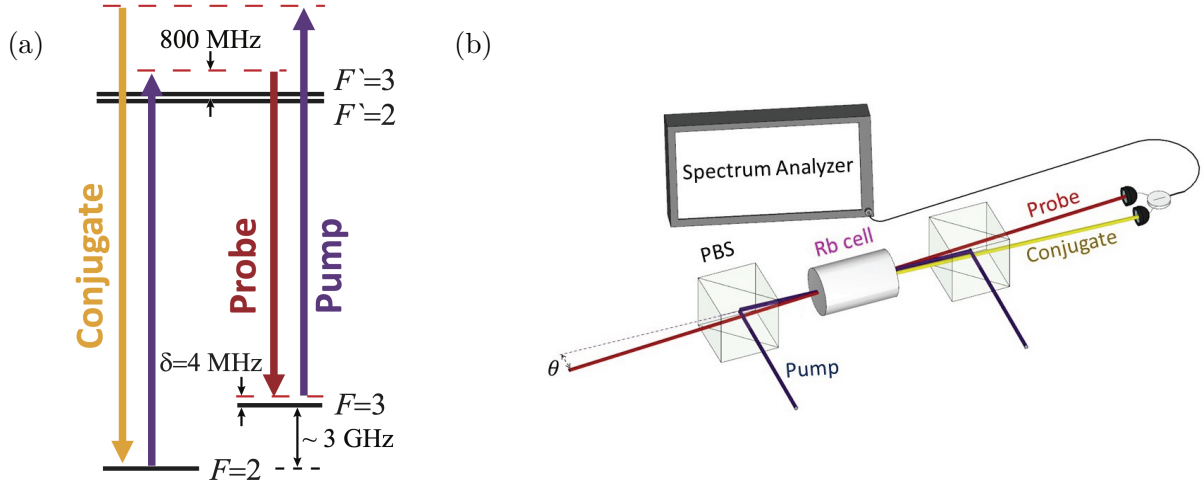 (a)
800 MHz
F`=3
F`=2
Conjugate
Probe
Pump
δ=4 MHz
F=3
~ 3 GHz
F=2
(b)
Spectrum Analyzer
Probe
Conjugate
Rb cell
PBS
Pump
θ